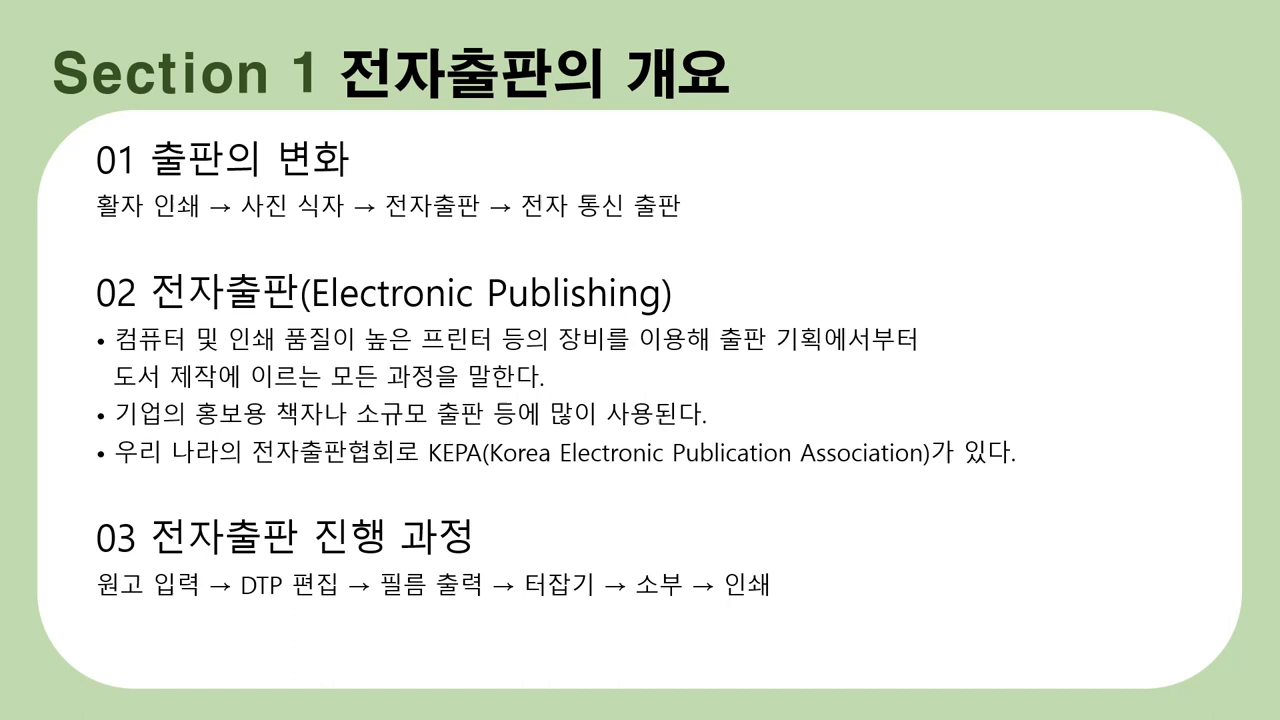 Section 1 전자출판의 개요
01 출판의 변화
활자 인쇄 → 사진 식자 → 전자출판 → 전자 통신 출판
02 전자출판(Electronic Publishing)
• 컴퓨터 및 인쇄 품질이 높은 프린터 등의 장비를 이용해 출판 기획에서부터
도서 제작에 이르는 모든 과정을 말한다.
• 기업의 홍보용 책자나 소규모 출판 등에 많이 사용된다.
• 우리 나라의 전자출판협회로 KEPA(Korea Electronic Publication Association)가 있다.
03 전자출판 진행 과정
원고 입력 → DTP 편집 → 필름 출력 → 터잡기 → 소부 → 인쇄